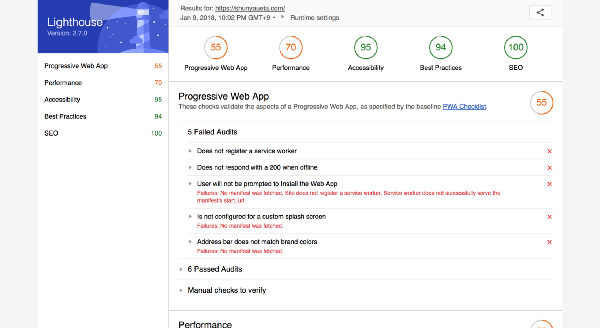 Lighthouse
Version: 2.7.0
Progressive Web App 55
Performance 70
Accessibility 95
Best Practices 94
SEO 100
Results for: https://shunyaueta.com/
Jan 9, 2018, 10:02 PM GMT+9 • Runtime settings
55 70 95 94 100
Progressive Web App Performance Accessibility Best Practices SEO
Progressive Web App
These checks validate the aspects of a Progressive Web App, as specified by the baseline PWA Checklist.
55
5 Failed Audits
Does not register a service worker
Does not respond with a 200 when offline
User will not be prompted to Install the Web App
Failures: No manifest was fetched, Site does not register a service worker, Service worker does not successfully serve the
manifest's start_url.
Is not configured for a custom splash screen
Failures: No manifest was fetched.
Address bar does not match brand colors
Failures: No manifest was fetched.
6 Passed Audits
Manual checks to verify
Performance